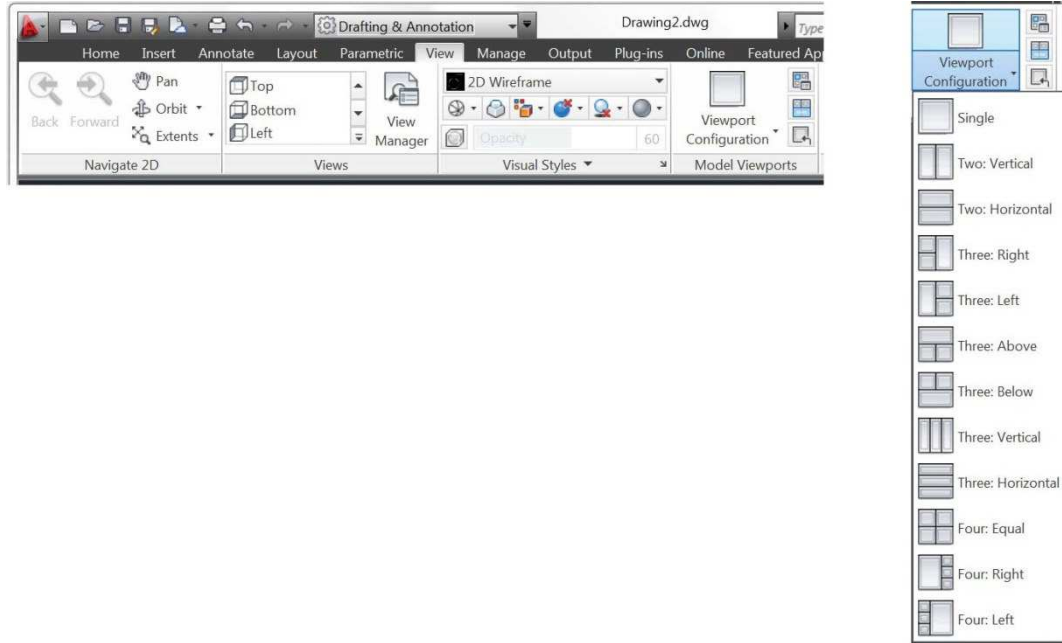 Drafting & Annotation
Drawing2.dwg
Type
Home Insert Annotate Layout Parametric View Manage Output Plug-ins Online Featured Ap
Back
Forward
Pan
Orbit
Extents
Navigate 2D
Top
Bottom
Left
View
Manager
Views
2D Wireframe
Opacity 60
Visual Styles
Viewport
Configuration
Model Viewports
Viewport
Configuration
Single
Two: Vertical
Two: Horizontal
Three: Right
Three: Left
Three: Above
Three: Below
Three: Vertical
Three: Horizontal
Four: Equal
Four: Right
Four: Left